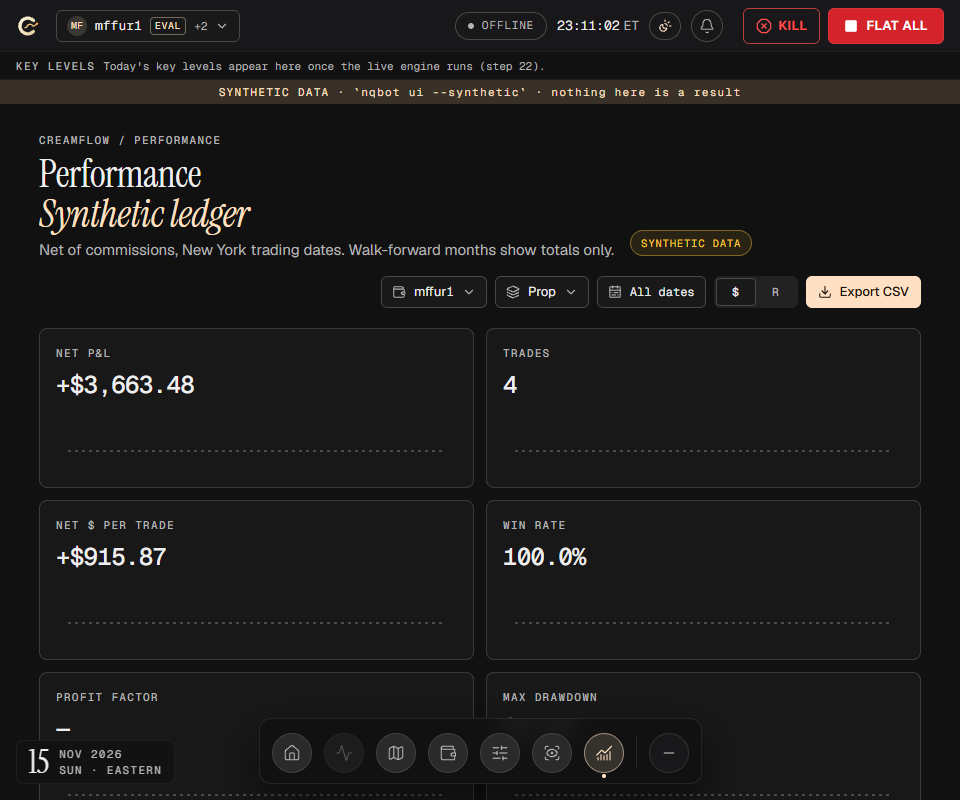 MF mffur1 EVAL +2
OFFLINE 23:11:02 ET
KILL
FLAT ALL
KEY LEVELS Today's key levels appear here once the live engine runs (step 22).
SYNTHETIC DATA · `nqbot ui --synthetic` · nothing here is a result
CREAMFLOW / PERFORMANCE
Performance
Synthetic ledger
Net of commissions, New York trading dates. Walk-forward months show totals only.
SYNTHETIC DATA
mffur1
Prop
All dates
$
R
Export CSV
NET P&L
+$3,663.48
TRADES
4
NET $ PER TRADE
+$915.87
WIN RATE
100.0%
PROFIT FACTOR
—
MAX DRAWDOWN
15 NOV 2026
SUN · EASTERN